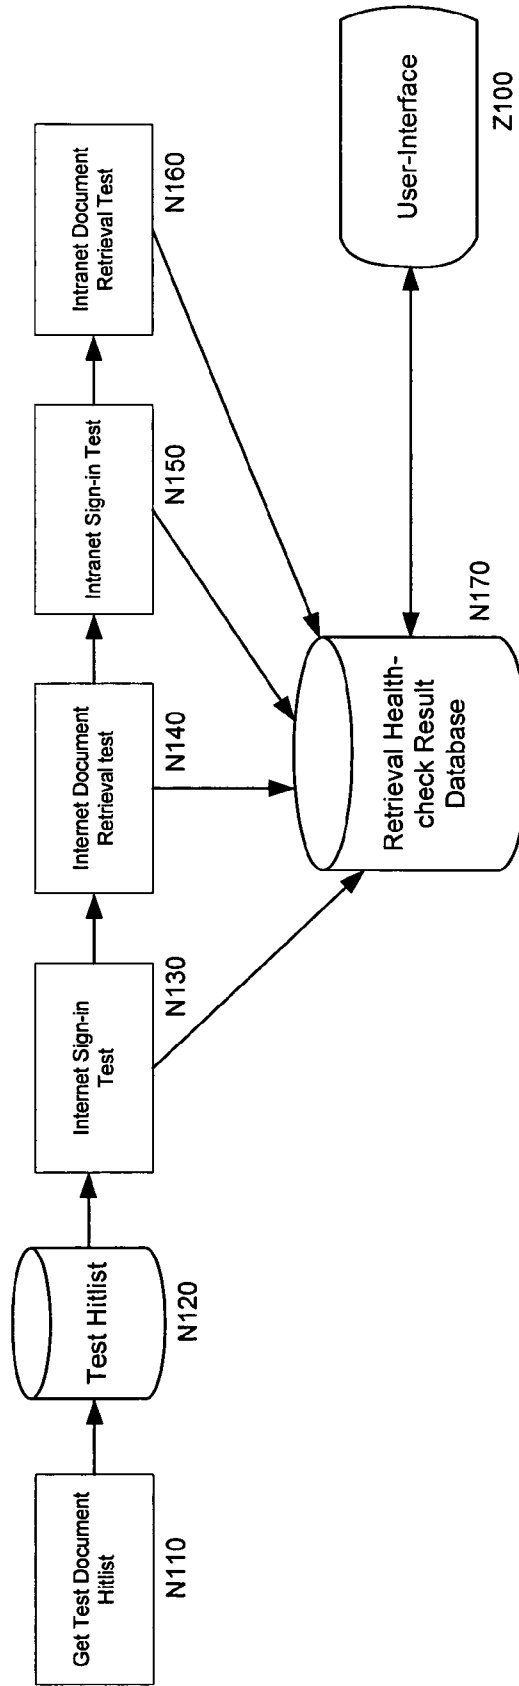 Get Test Document
Hitlist
N110
Test Hitlist
N120
Internet Sign-in
Test
N130
Internet Document
Retrieval test
N140
Intranet Sign-in Test
N150
Intranet Document
Retrieval Test
N160
Retrieval Health-
check Result
Database
N170
User-Interface
Z100